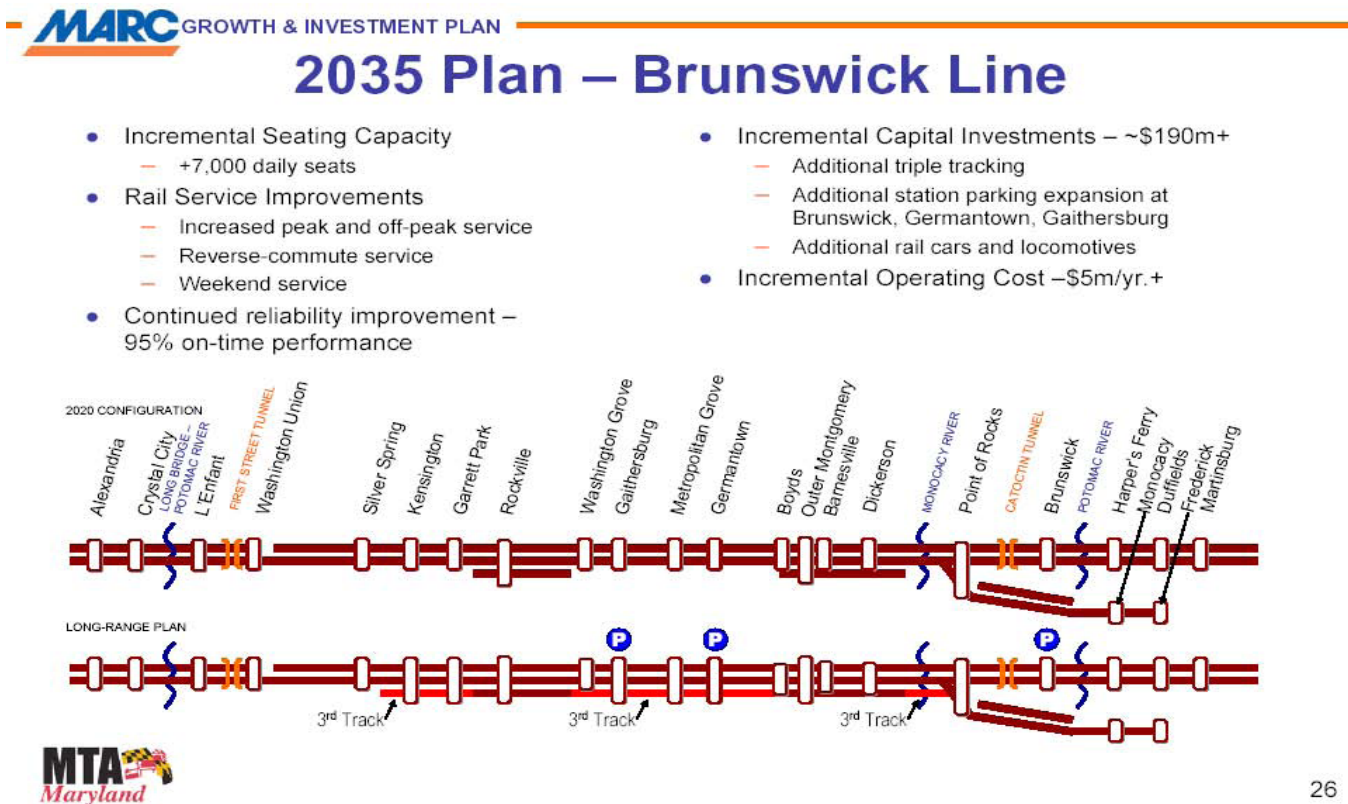 MARC GROWTH & INVESTMENT PLAN
2035 Plan – Brunswick Line
• Incremental Seating Capacity
– +7,000 daily seats
• Rail Service Improvements
– Increased peak and off-peak service
– Reverse-commute service
– Weekend service
• Continued reliability improvement –
95% on-time performance
• Incremental Capital Investments – ~$190m+
– Additional triple tracking
– Additional station parking expansion at
Brunswick, Germantown, Gaithersburg
– Additional rail cars and locomotives
• Incremental Operating Cost –$5m/yr.+
2020 CONFIGURATION
Alexandria
Crystal City
LONG BRIDGE –
POTOMAC RIVER
L'Enfant
FIRST STREET TUNNEL
Washington Union
Silver Spring
Kensington
Garrett Park
Rockville
Washington Grove
Gaithersburg
Metropolitan Grove
Germantown
Boyds
Outer Montgomery
Barnesville
Dickerson
MONOCACY RIVER
Point of Rocks
CATOCTIN TUNNEL
Brunswick
POTOMAC RIVER
Harper's Ferry
Monocacy
Duffields
Frederick
Martinsburg
LONG-RANGE PLAN
P
P
P
3rd Track
3rd Track
3rd Track
MTA
Maryland
26